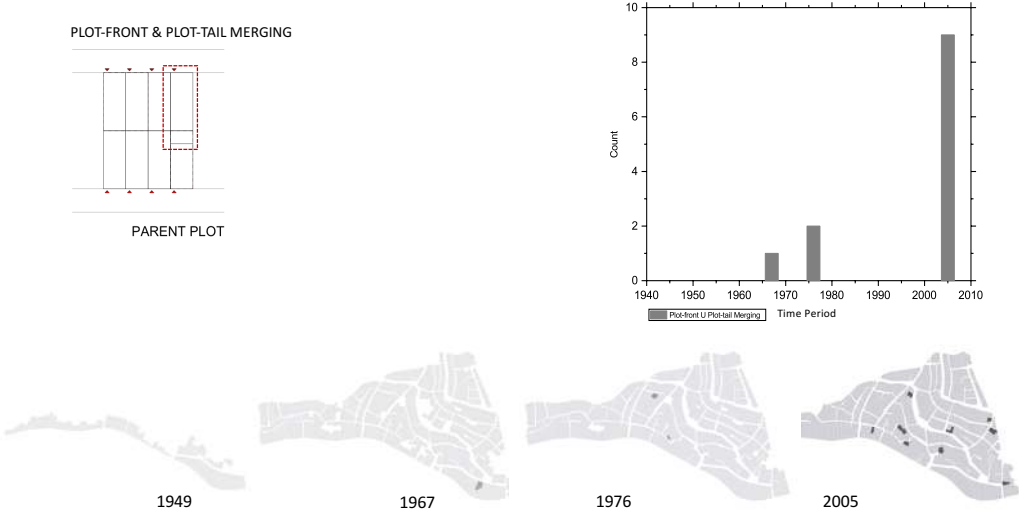 PLOT-FRONT & PLOT-TAIL MERGING
PARENT PLOT
10
8
6
4
2
0
Count
1940 1950 1960 1970 1980 1990 2000 2010
Plot-front U Plot-tail Merging
Time Period
1949
1967
1976
2005